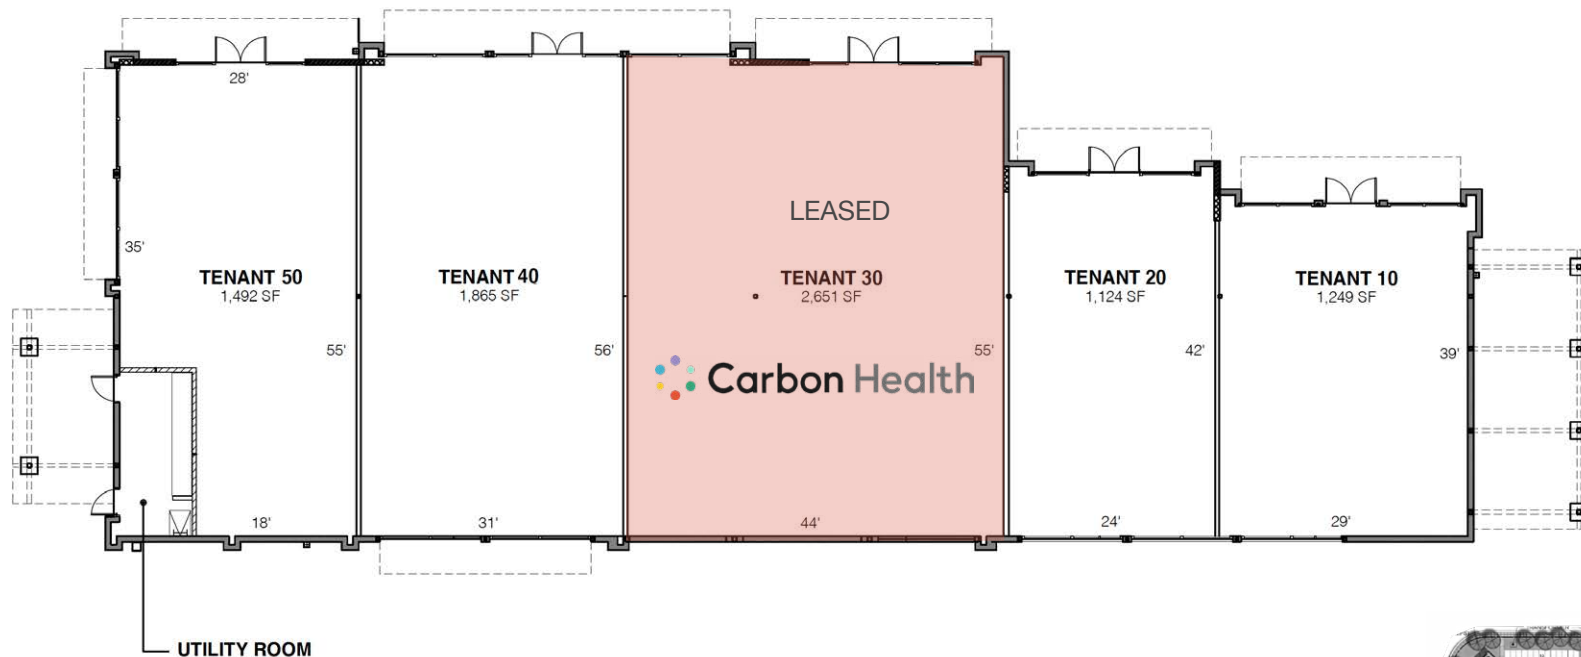 28'
LEASED
35'
TENANT 50
1,492 SF
TENANT 40
1,865 SF
TENANT 30
2,651 SF
TENANT 20
1,124 SF
TENANT 10
1,249 SF
55'
56'
55'
42'
39'
Carbon Health
18'
31'
44'
24'
29'
UTILITY ROOM